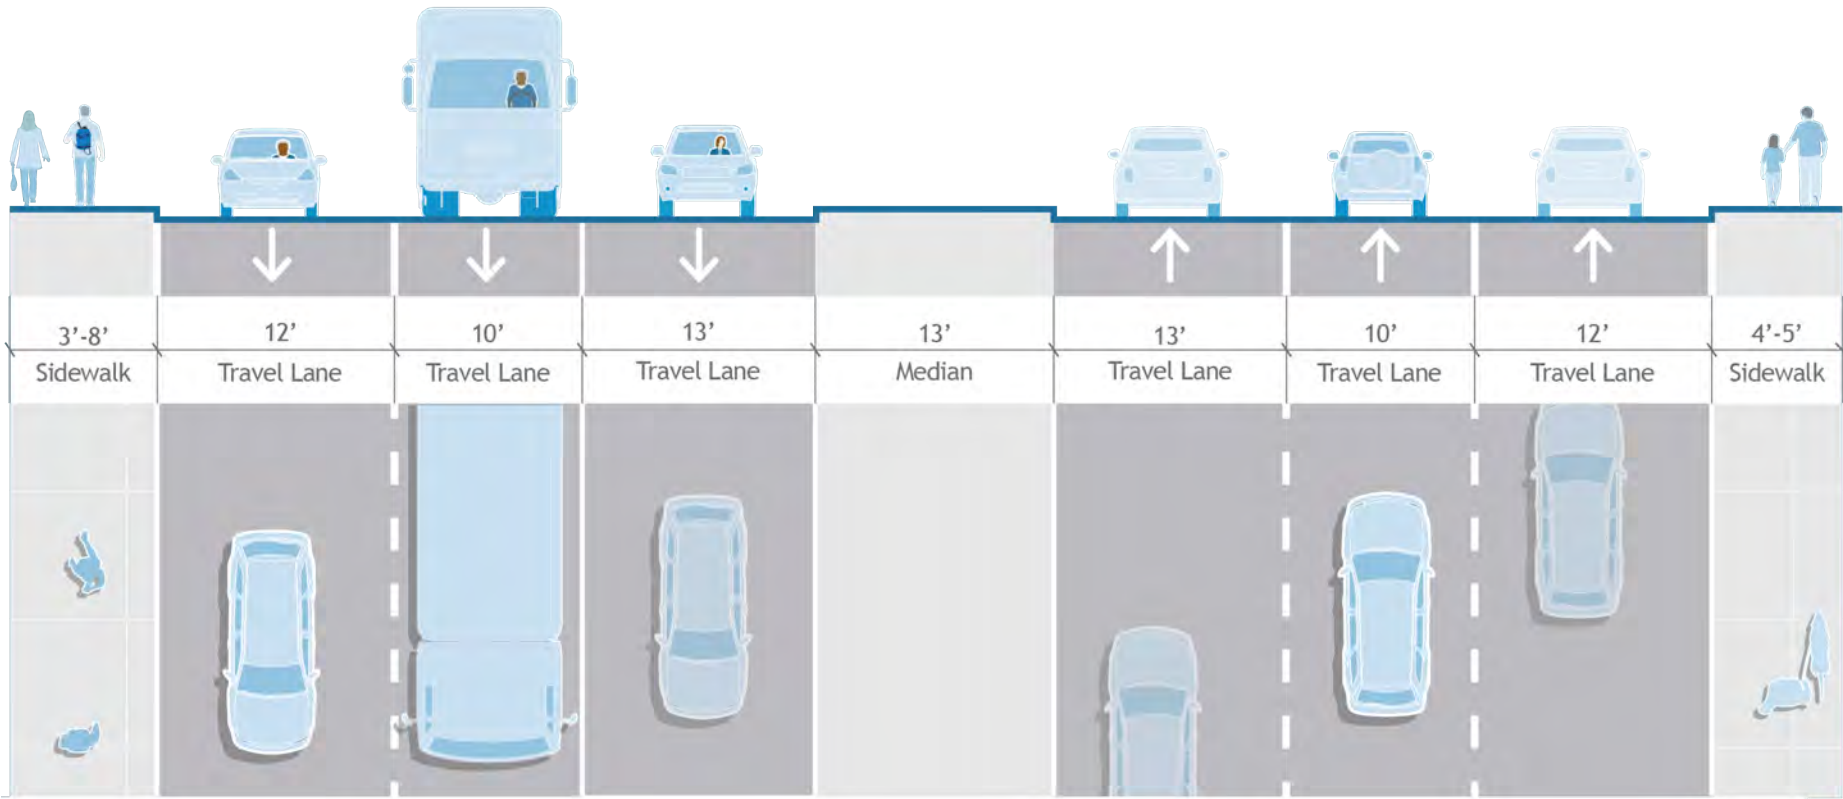 3’-8’
12’
10’
13’
13’
13’
10’
12’
4’-5’
Sidewalk
Travel Lane
Travel Lane
Travel Lane
Median
Travel Lane
Travel Lane
Travel Lane
Sidewalk